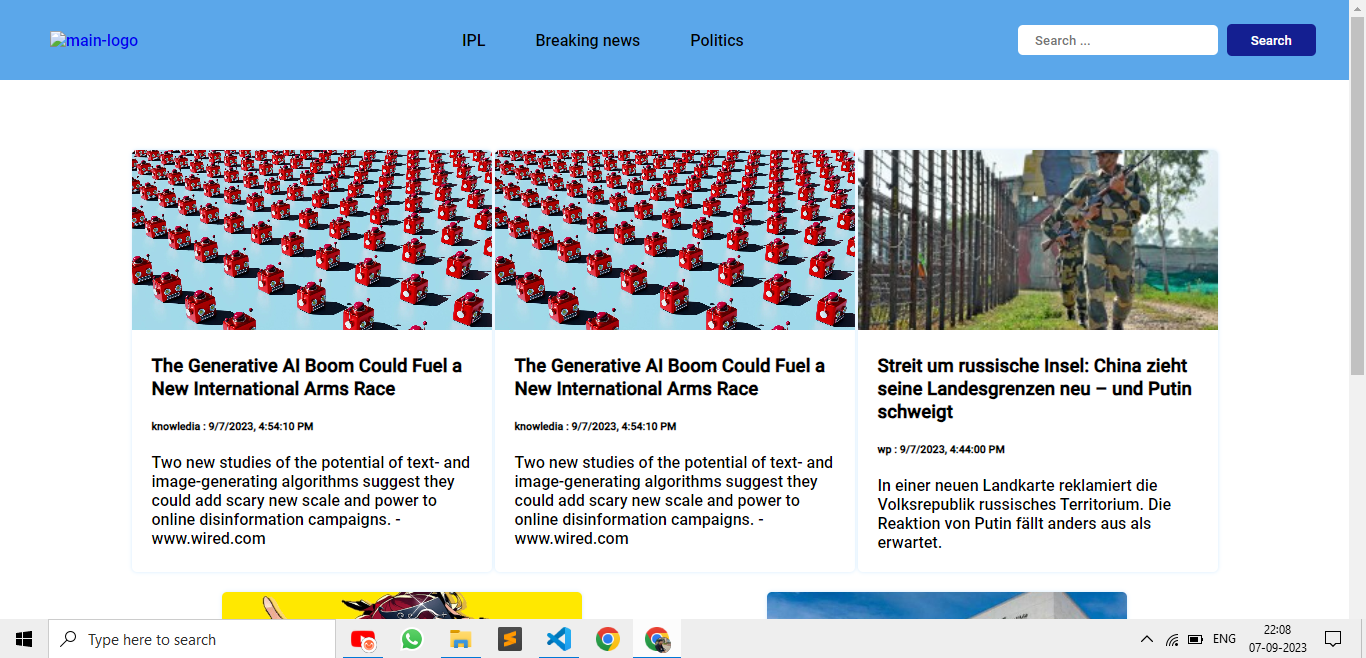 main-logo
IPL
Breaking news
Politics
Search ...
Search
The Generative AI Boom Could Fuel a
New International Arms Race
knowledia : 9/7/2023, 4:54:10 PM
Two new studies of the potential of text- and
image-generating algorithms suggest they
could add scary new scale and power to
online disinformation campaigns. -
www.wired.com
The Generative AI Boom Could Fuel a
New International Arms Race
knowledia : 9/7/2023, 4:54:10 PM
Two new studies of the potential of text- and
image-generating algorithms suggest they
could add scary new scale and power to
online disinformation campaigns. -
www.wired.com
Streit um russische Insel: China zieht
seine Landesgrenzen neu – und Putin
schweigt
wp : 9/7/2023, 4:44:00 PM
In einer neuen Landkarte reklamiert die
Volksrepublik russisches Territorium. Die
Reaktion von Putin fällt anders aus als
erwartet.
Type here to search
ENG
22:08
07-09-2023